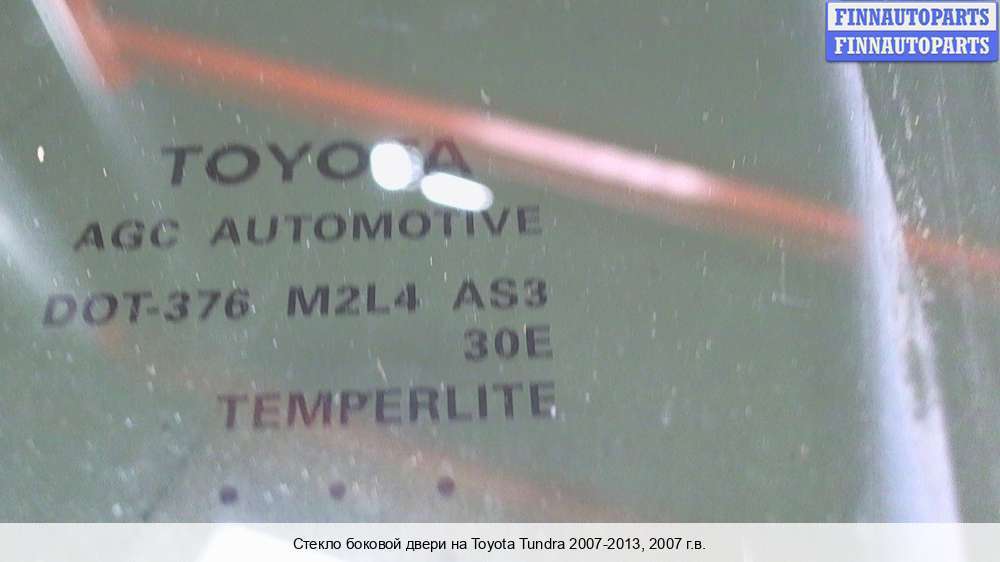 FINNAUTOPARTS
FINNAUTOPARTS
TOYOTA
AGC AUTOMOTIVE
DOT-376 M2L4 AS3
30E
TEMPERLITE
Стекло боковой двери на Toyota Tundra 2007-2013, 2007 г.в.